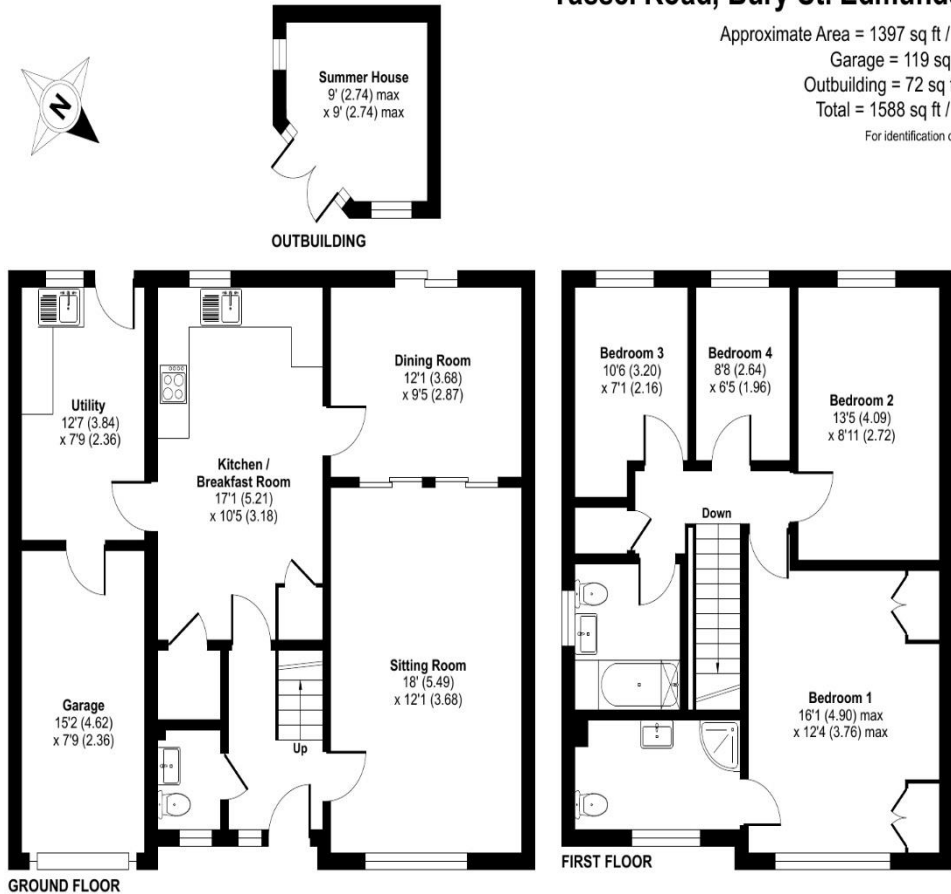 Approximate Area = 1397 sq ft /
Garage = 119 sq
Outbuilding = 72 sq
Total = 1588 sq ft /
For identification
N
Summer House
9' (2.74) max
x 9' (2.74) max
OUTBUILDING
Utility
12'7 (3.84)
x 7'9 (2.36)
Kitchen /
Breakfast Room
17'1 (5.21)
x 10'5 (3.18)
Dining Room
12'1 (3.68)
x 9'5 (2.87)
Garage
15'2 (4.62)
x 7'9 (2.36)
Up
Sitting Room
18' (5.49)
x 12'1 (3.68)
GROUND FLOOR
Bedroom 3
10'6 (3.20)
x 7'1 (2.16)
Bedroom 4
8'8 (2.64)
x 6'5 (1.96)
Bedroom 2
13'5 (4.09)
x 8'11 (2.72)
Down
Bedroom 1
16'1 (4.90) max
x 12'4 (3.76) max
FIRST FLOOR